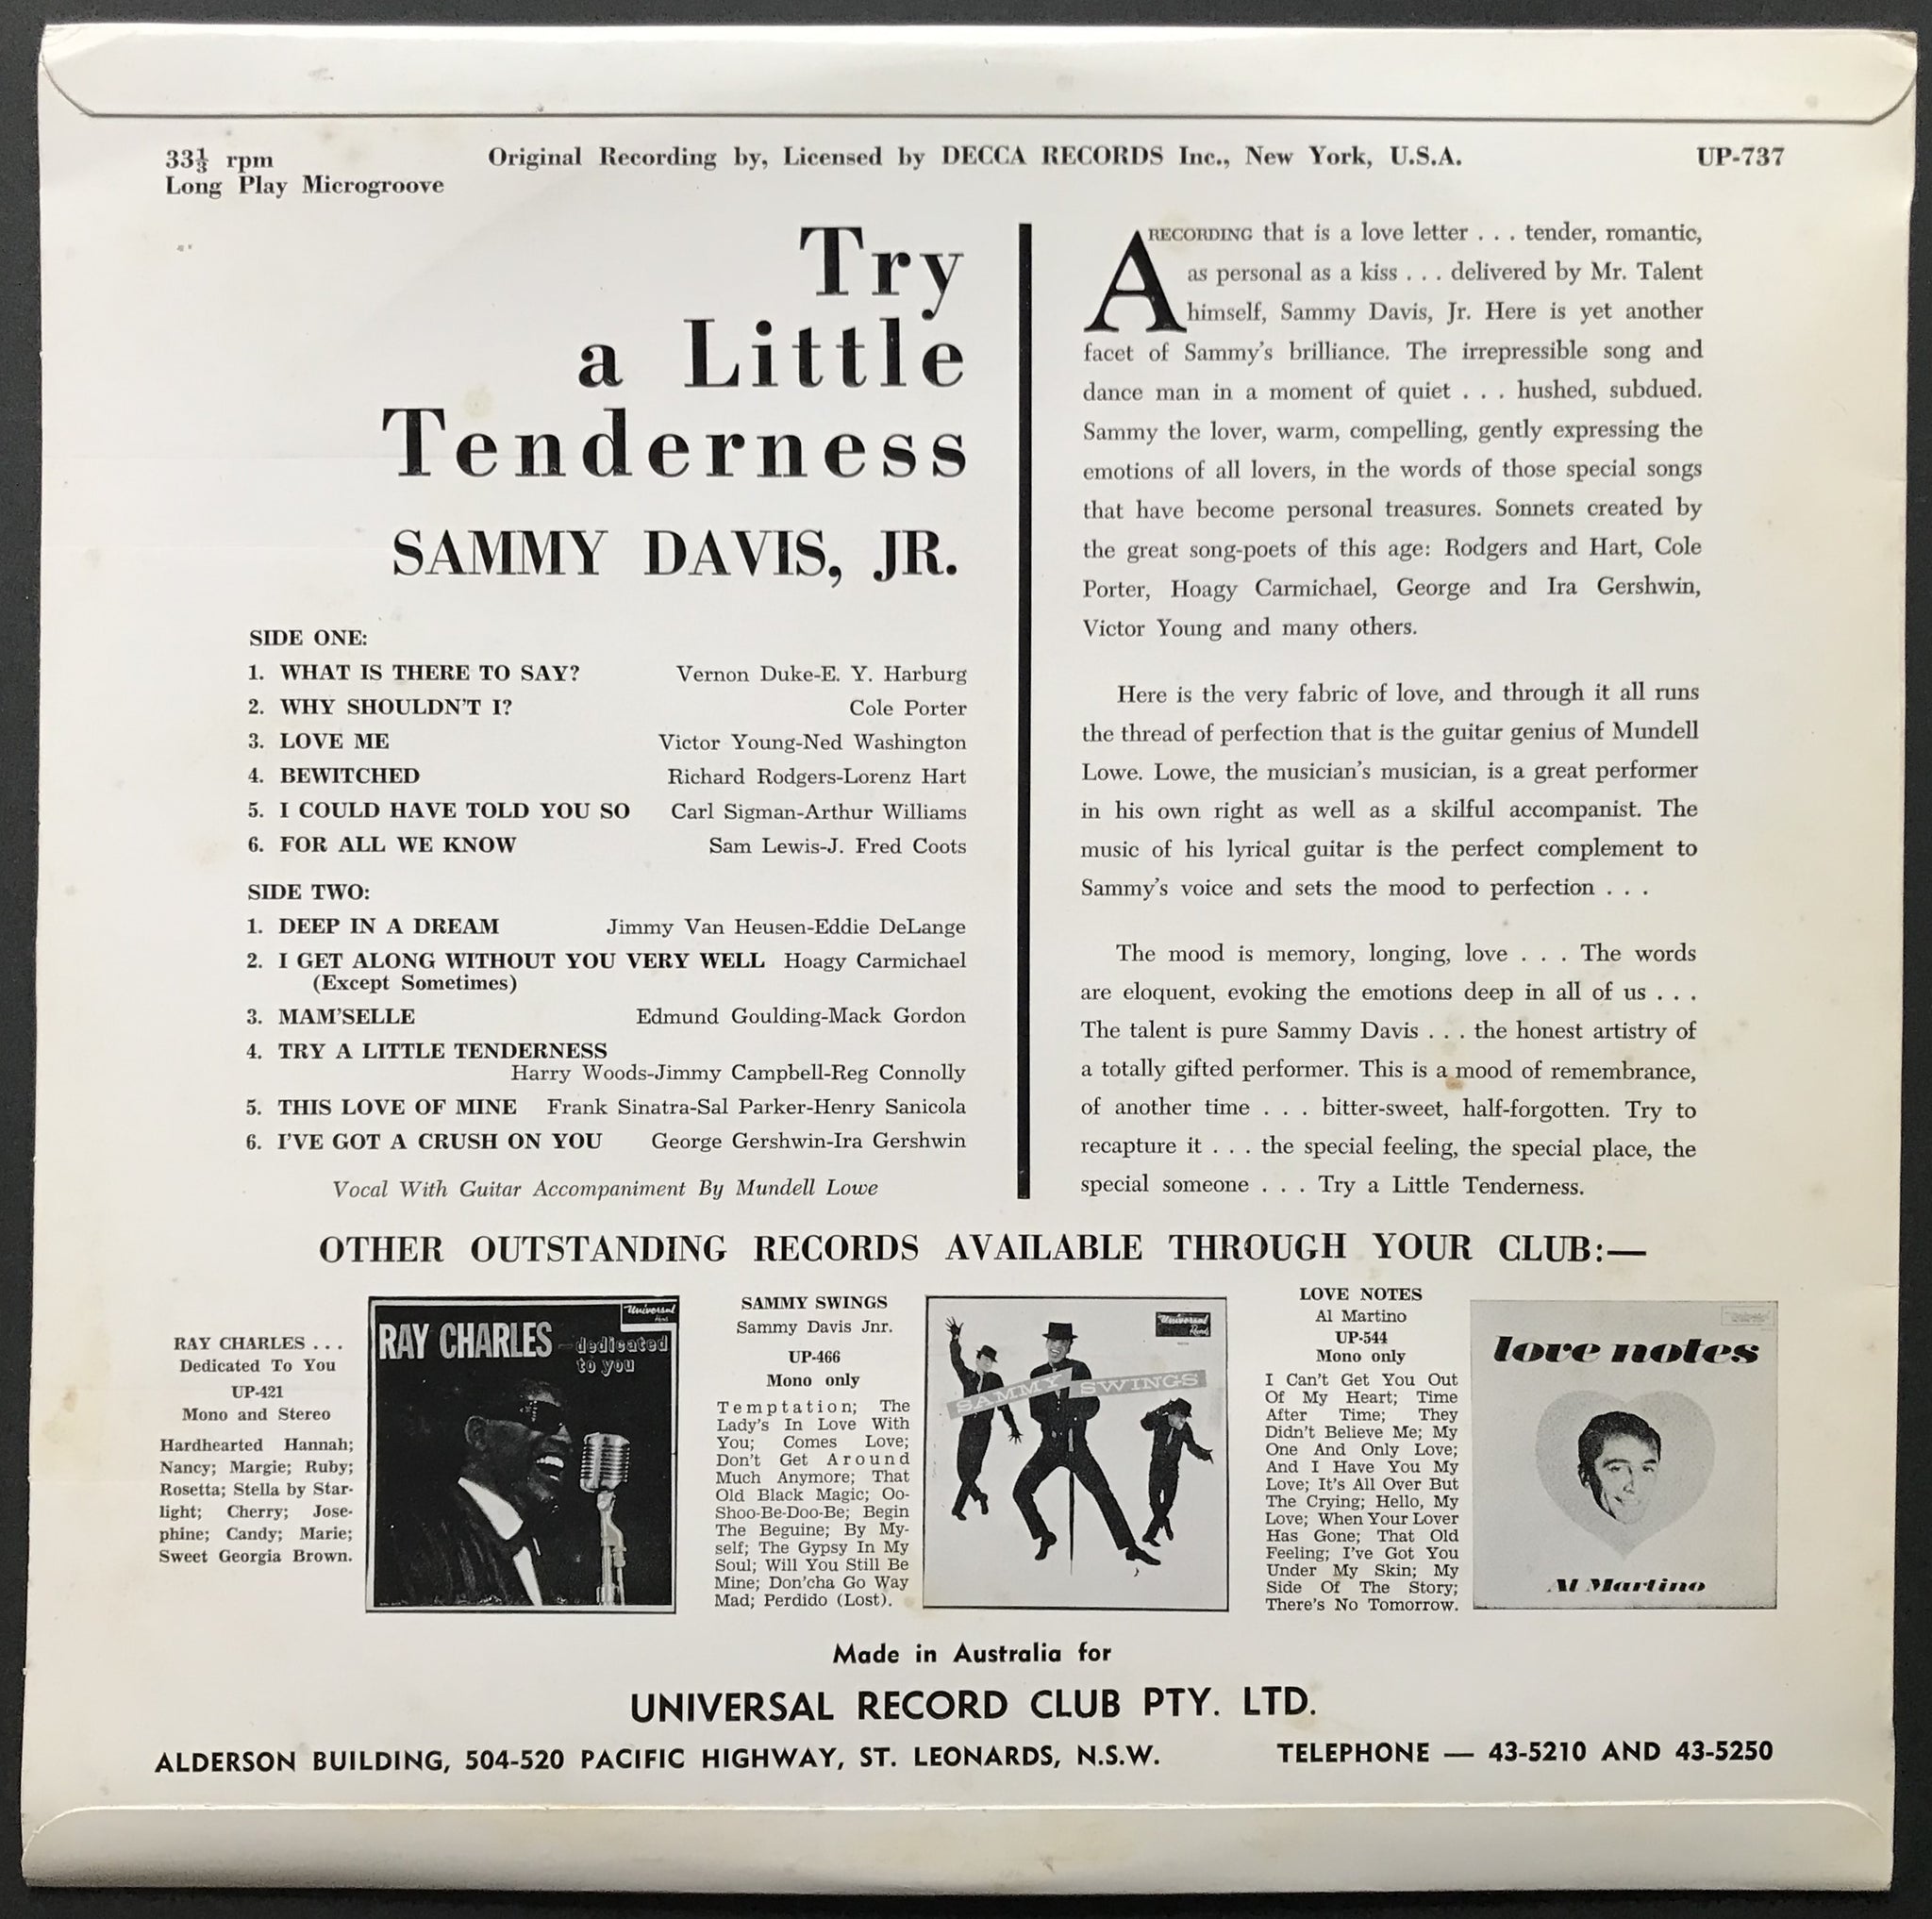 33⅓ rpm
Long Play Microgroove
Original Recording by, Licensed by DECCA RECORDS Inc., New York, U.S.A.
UP-737
Try
a Little
Tenderness
SAMMY DAVIS, JR.
SIDE ONE:
1. WHAT IS THERE TO SAY? Vernon Duke-E. Y. Harburg
2. WHY SHOULDN'T I? Cole Porter
3. LOVE ME Victor Young-Ned Washington
4. BEWITCHED Richard Rodgers-Lorenz Hart
5. I COULD HAVE TOLD YOU SO Carl Sigman-Arthur Williams
6. FOR ALL WE KNOW Sam Lewis-J. Fred Coots
SIDE TWO:
1. DEEP IN A DREAM Jimmy Van Heusen-Eddie DeLange
2. I GET ALONG WITHOUT YOU VERY WELL Hoagy Carmichael
(Except Sometimes)
3. MAM'SELLE Edmund Goulding-Mack Gordon
4. TRY A LITTLE TENDERNESS
Harry Woods-Jimmy Campbell-Reg Connolly
5. THIS LOVE OF MINE Frank Sinatra-Sal Parker-Henry Sanicola
6. I'VE GOT A CRUSH ON YOU George Gershwin-Ira Gershwin
Vocal With Guitar Accompaniment By Mundell Lowe
A RECORDING that is a love letter . . . tender, romantic,
as personal as a kiss . . . delivered by Mr. Talent
himself, Sammy Davis, Jr. Here is yet another
facet of Sammy's brilliance. The irrepressible song and
dance man in a moment of quiet . . . hushed, subdued.
Sammy the lover, warm, compelling, gently expressing the
emotions of all lovers, in the words of those special songs
that have become personal treasures. Sonnets created by
the great song-poets of this age: Rodgers and Hart, Cole
Porter, Hoagy Carmichael, George and Ira Gershwin,
Victor Young and many others.
Here is the very fabric of love, and through it all runs
the thread of perfection that is the guitar genius of Mundell
Lowe. Lowe, the musician's musician, is a great performer
in his own right as well as a skilful accompanist. The
music of his lyrical guitar is the perfect complement to
Sammy's voice and sets the mood to perfection . . .
The mood is memory, longing, love . . . The words
are eloquent, evoking the emotions deep in all of us . . .
The talent is pure Sammy Davis . . . the honest artistry of
a totally gifted performer. This is a mood of remembrance,
of another time . . . bitter-sweet, half-forgotten. Try to
recapture it . . . the special feeling, the special place, the
special someone . . . Try a Little Tenderness.
OTHER OUTSTANDING RECORDS AVAILABLE THROUGH YOUR CLUB:—
RAY CHARLES . . .
Dedicated To You
UP-421
Mono and Stereo
Hardhearted Hannah;
Nancy; Margie; Ruby;
Rosetta; Stella by Star-
light; Cherry; Jose-
phine; Candy; Marie;
Sweet Georgia Brown.
Universal
RAY CHARLES dedicated
to you
SAMMY SWINGS
Sammy Davis Jnr.
UP-466
Mono only
Temptation; The
Lady's In Love With
You; Comes Love;
Don't Get Around
Much Anymore; That
Old Black Magic; Oo-
Shoo-Be-Doo-Be; Begin
The Beguine; By My-
self; The Gypsy In My
Soul; Will You Still Be
Mine; Don'cha Go Way
Mad; Perdido (Lost).
Universal
SAMMY SWINGS
LOVE NOTES
Al Martino
UP-544
Mono only
I Can't Get You Out
Of My Heart; Time
After Time; They
Didn't Believe Me; My
One And Only Love;
And I Have You My
Love; It's All Over But
The Crying; Hello, My
Love; When Your Lover
Has Gone; That Old
Feeling; I've Got You
Under My Skin; My
Side Of The Story;
There's No Tomorrow.
love notes
Al Martino
Made in Australia for
UNIVERSAL RECORD CLUB PTY. LTD.
ALDERSON BUILDING, 504-520 PACIFIC HIGHWAY, ST. LEONARDS, N.S.W.
TELEPHONE — 43-5210 AND 43-5250